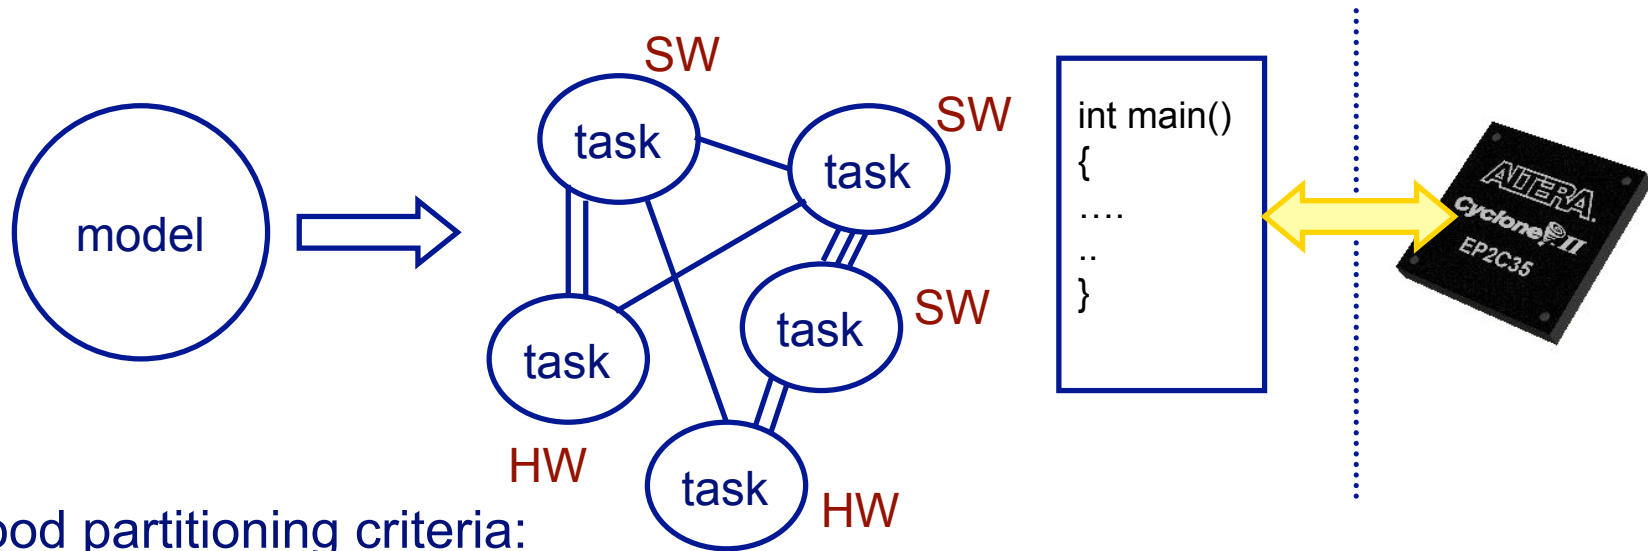 model
SW
task
SW
task
task
SW
task
HW
task
HW
int main()
{
....
..
}
ALTERA
Cyclone II
EP2C35
ood partitioning criteria: